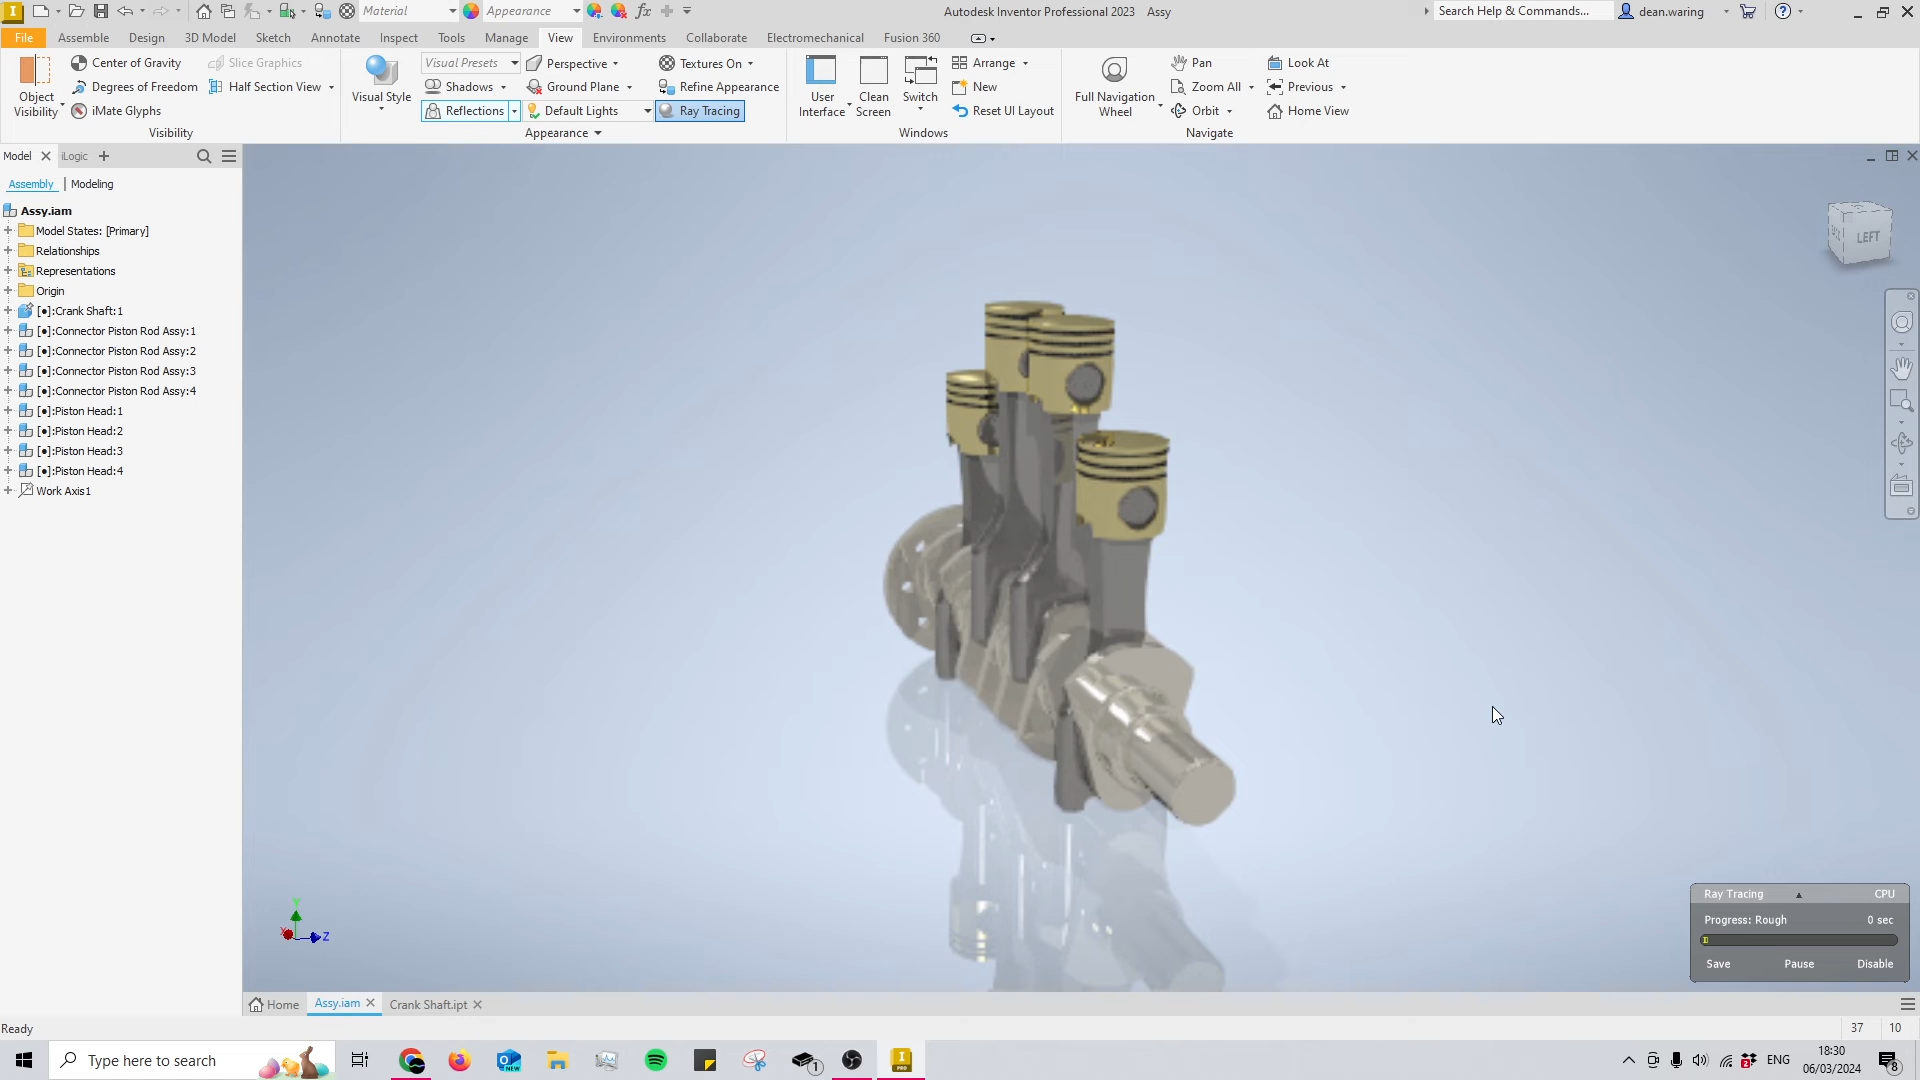 Material
Appearance
Autodesk Inventor Professional 2023 Assy
Search Help & Commands...
dean.waring
File
Assemble
Design
3D Model
Sketch
Annotate
Inspect
Tools
Manage
View
Environments
Collaborate
Electromechanical
Fusion 360
Object
Visibility
Center of Gravity
Degrees of Freedom
iMate Glyphs
Slice Graphics
Half Section View
Visibility
Visual Style
Visual Presets
Shadows
Reflections
Perspective
Ground Plane
Default Lights
Textures On
Refine Appearance
Ray Tracing
Appearance
User
Interface
Clean
Screen
Switch
Arrange
New
Reset UI Layout
Windows
Full Navigation
Wheel
Pan
Zoom All
Orbit
Look At
Previous
Home View
Navigate
Model
iLogic
Assembly
Modeling
Assy.iam
Model States: [Primary]
Relationships
Representations
Origin
[●]:Crank Shaft:1
[●]:Connector Piston Rod Assy:1
[●]:Connector Piston Rod Assy:2
[●]:Connector Piston Rod Assy:3
[●]:Connector Piston Rod Assy:4
[●]:Piston Head:1
[●]:Piston Head:2
[●]:Piston Head:3
[●]:Piston Head:4
Work Axis1
LEFT
Y
X
Z
Ray Tracing
CPU
Progress: Rough
0 sec
Save
Pause
Disable
Home
Assy.iam
Crank Shaft.ipt
Ready
37
10
Type here to search
ENG
18:30
06/03/2024
8